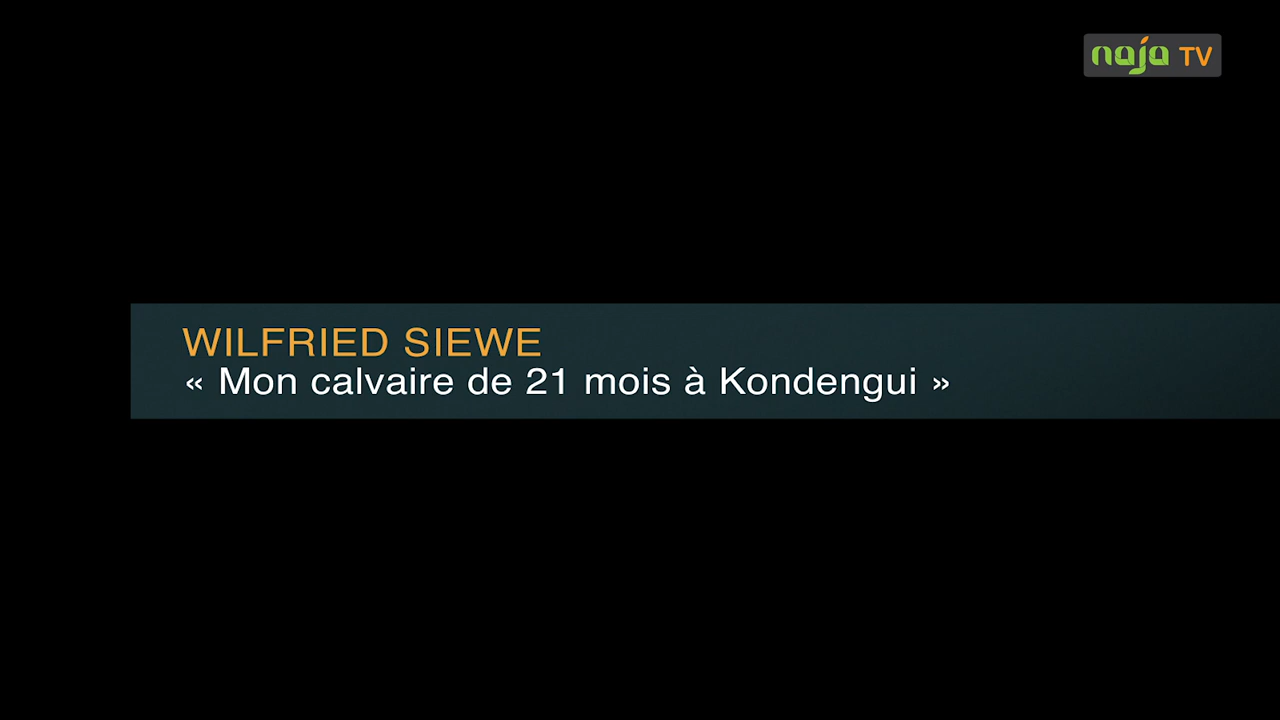 naja TV
WILFRIED SIEWE
« Mon calvaire de 21 mois à Kondengui »